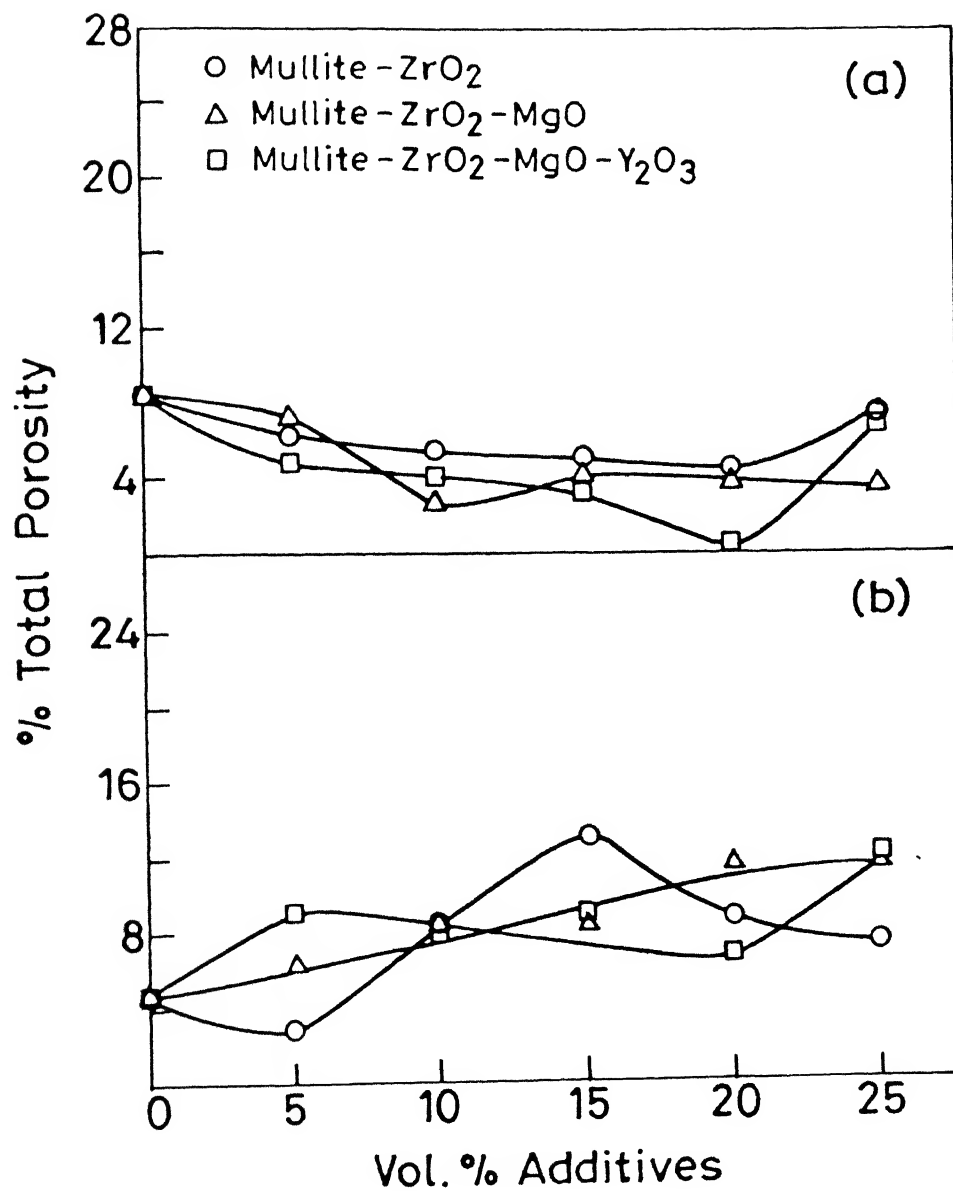 28
20
12
4
○ Mullite-ZrO₂
△ Mullite-ZrO₂-MgO
□ Mullite-ZrO₂-MgO-Y₂O₃
(a)
% Total Porosity
(b)
24
16
8
0 5 10 15 20 25
Vol.% Additives